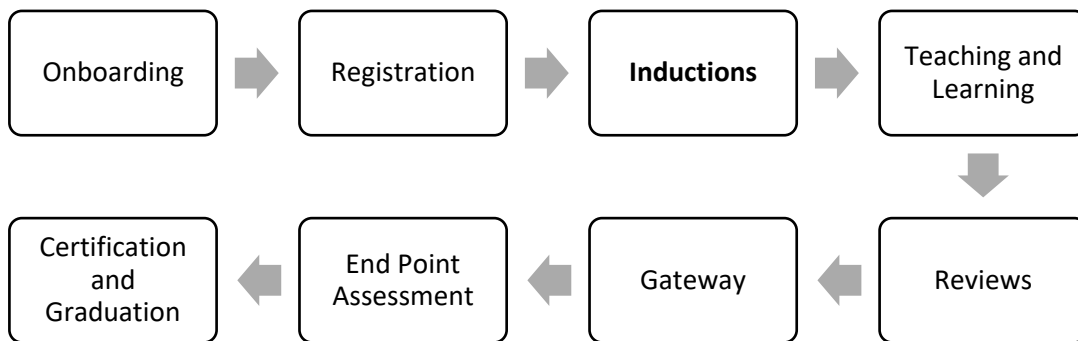 Onboarding
Registration
Inductions
Teaching and
Learning
Reviews
Gateway
End Point
Assessment
Certification
and
Graduation